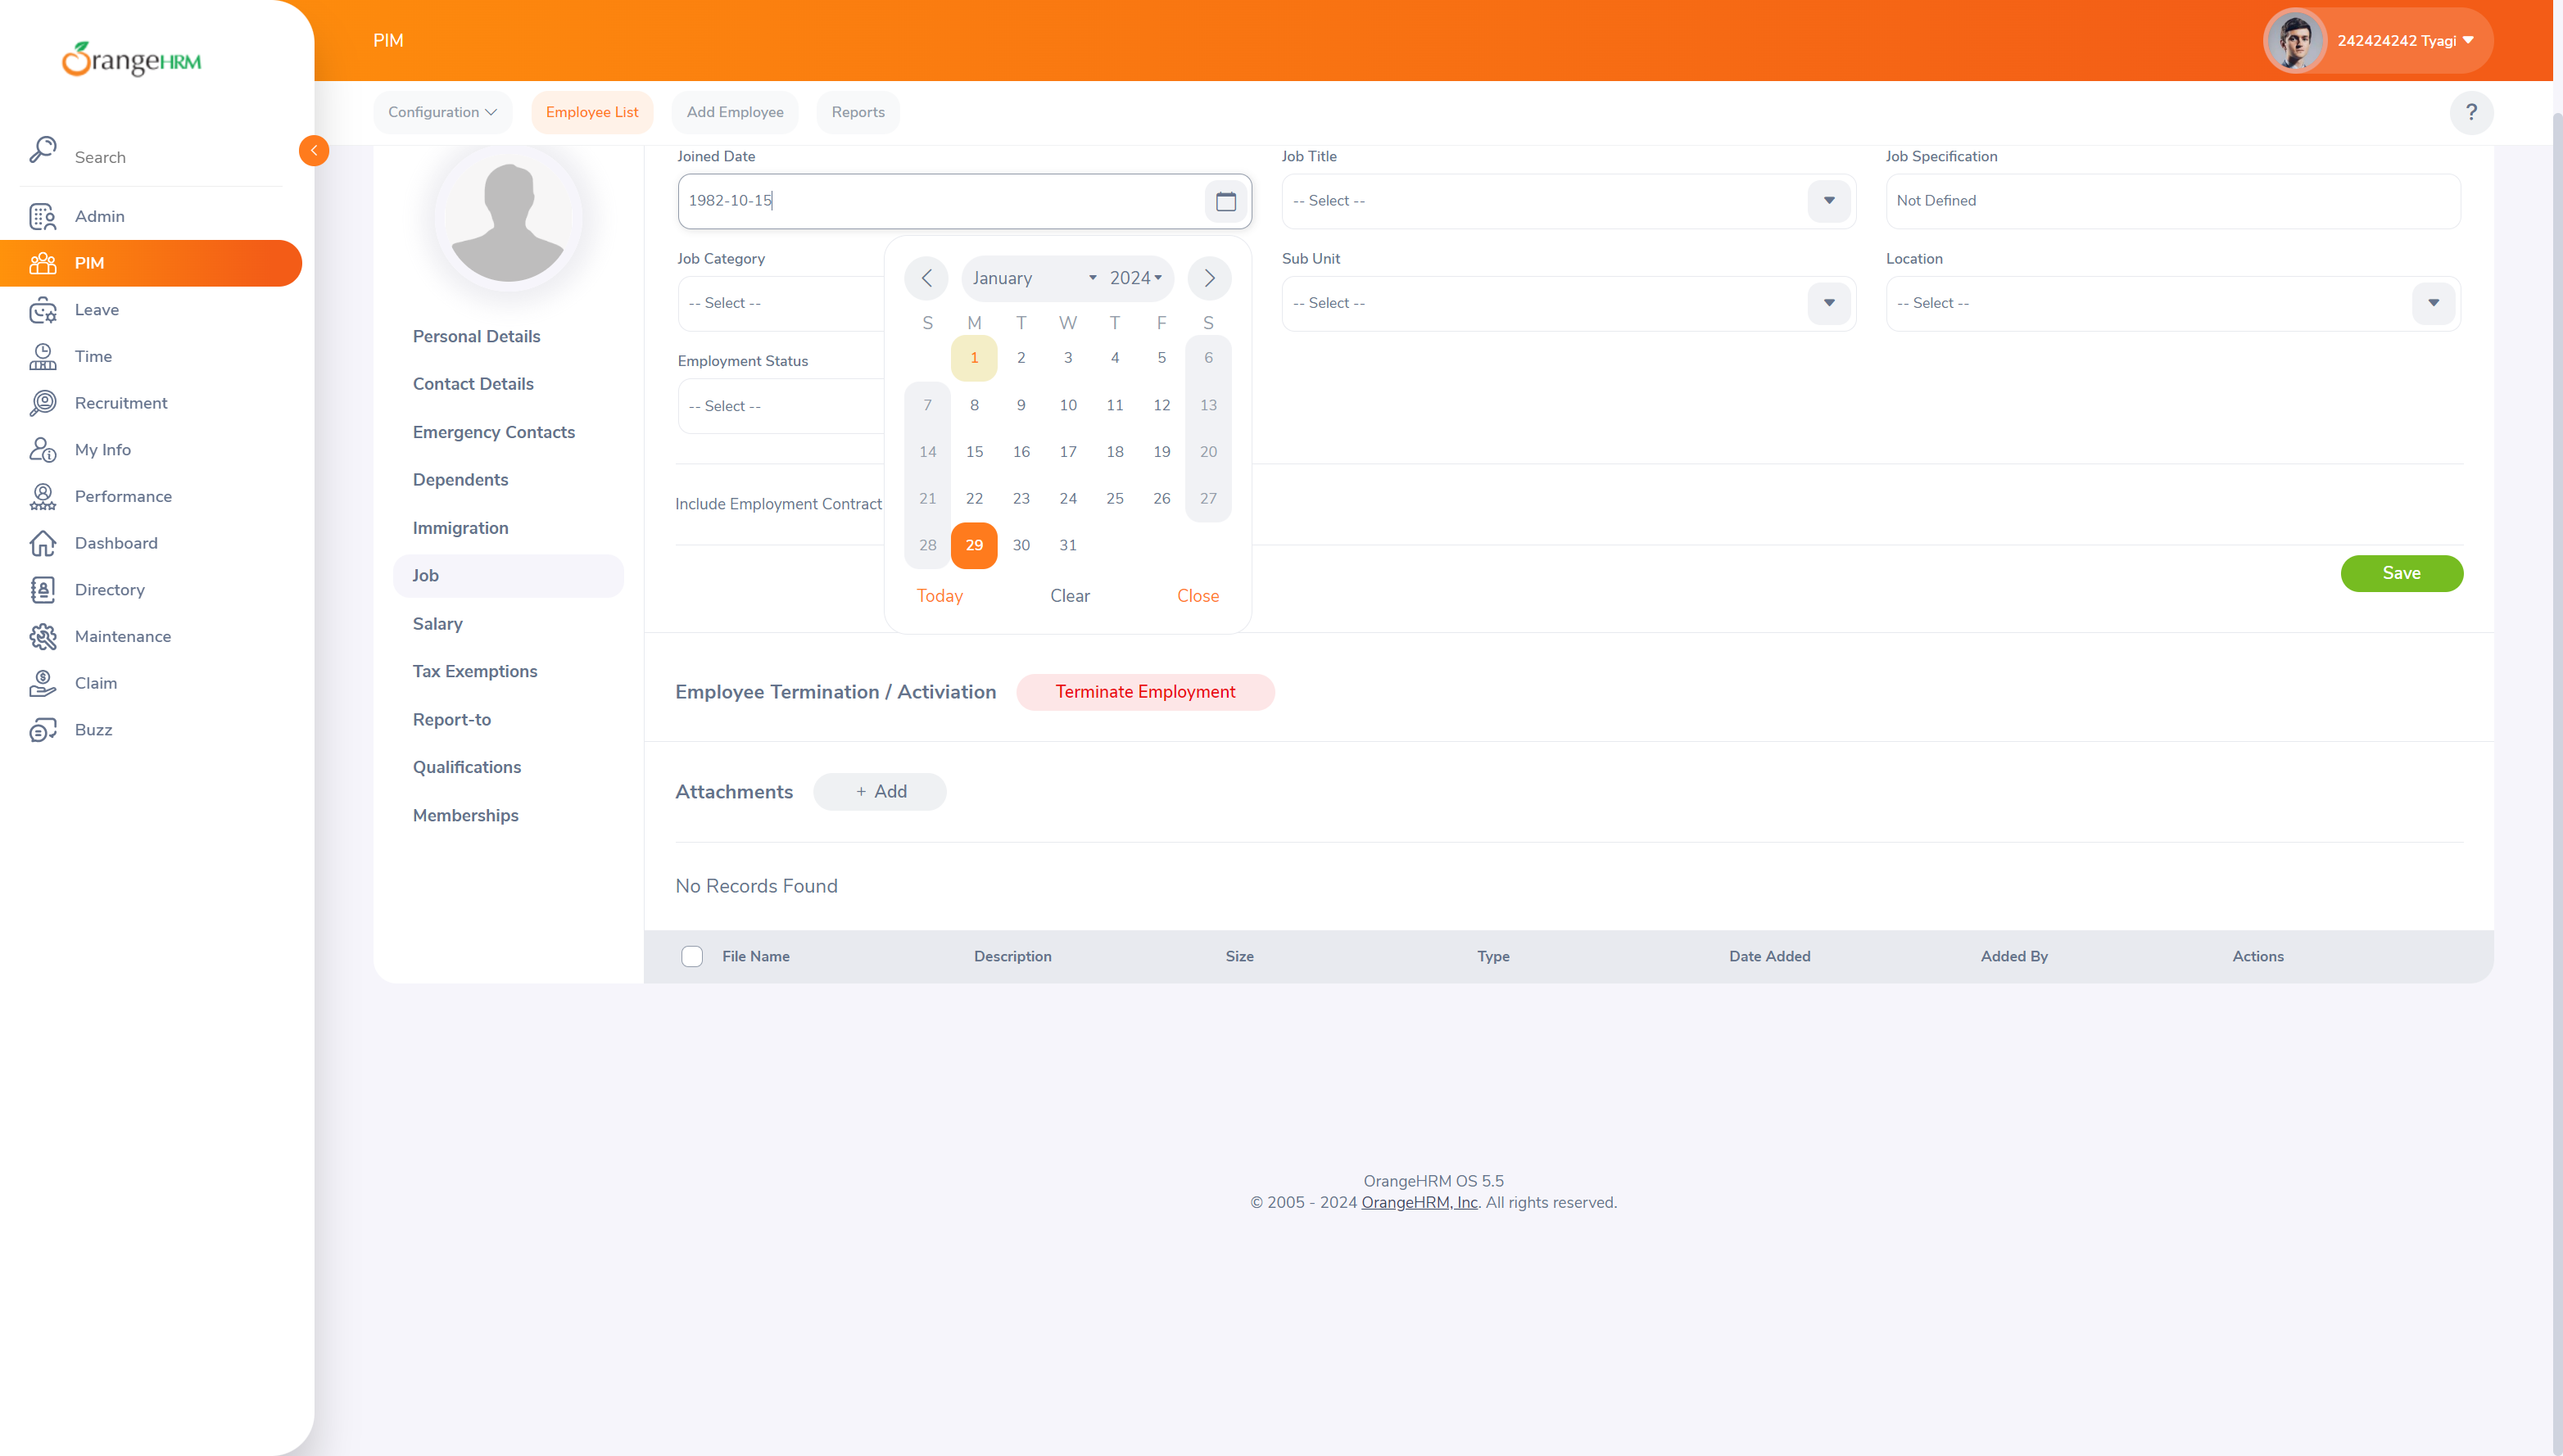 OrangeHRM
PIM
242424242 Tyagi
Configuration
Employee List
Add Employee
Reports
?
Search
Admin
PIM
Leave
Time
Recruitment
My Info
Performance
Dashboard
Directory
Maintenance
Claim
Buzz
Personal Details
Contact Details
Emergency Contacts
Dependents
Immigration
Job
Salary
Tax Exemptions
Report-to
Qualifications
Memberships
Joined Date
1982-10-15
Job Title
-- Select --
Job Specification
Not Defined
Job Category
-- Select --
Sub Unit
-- Select --
Location
-- Select --
Employment Status
-- Select --
January 2024
S M T W T F S
1 2 3 4 5 6
7 8 9 10 11 12 13
14 15 16 17 18 19 20
21 22 23 24 25 26 27
28 29 30 31
Today Clear Close
Include Employment Contract
Save
Employee Termination / Activiation
Terminate Employment
Attachments
+ Add
No Records Found
File Name Description Size Type Date Added Added By Actions
OrangeHRM OS 5.5
© 2005 - 2024 OrangeHRM, Inc. All rights reserved.